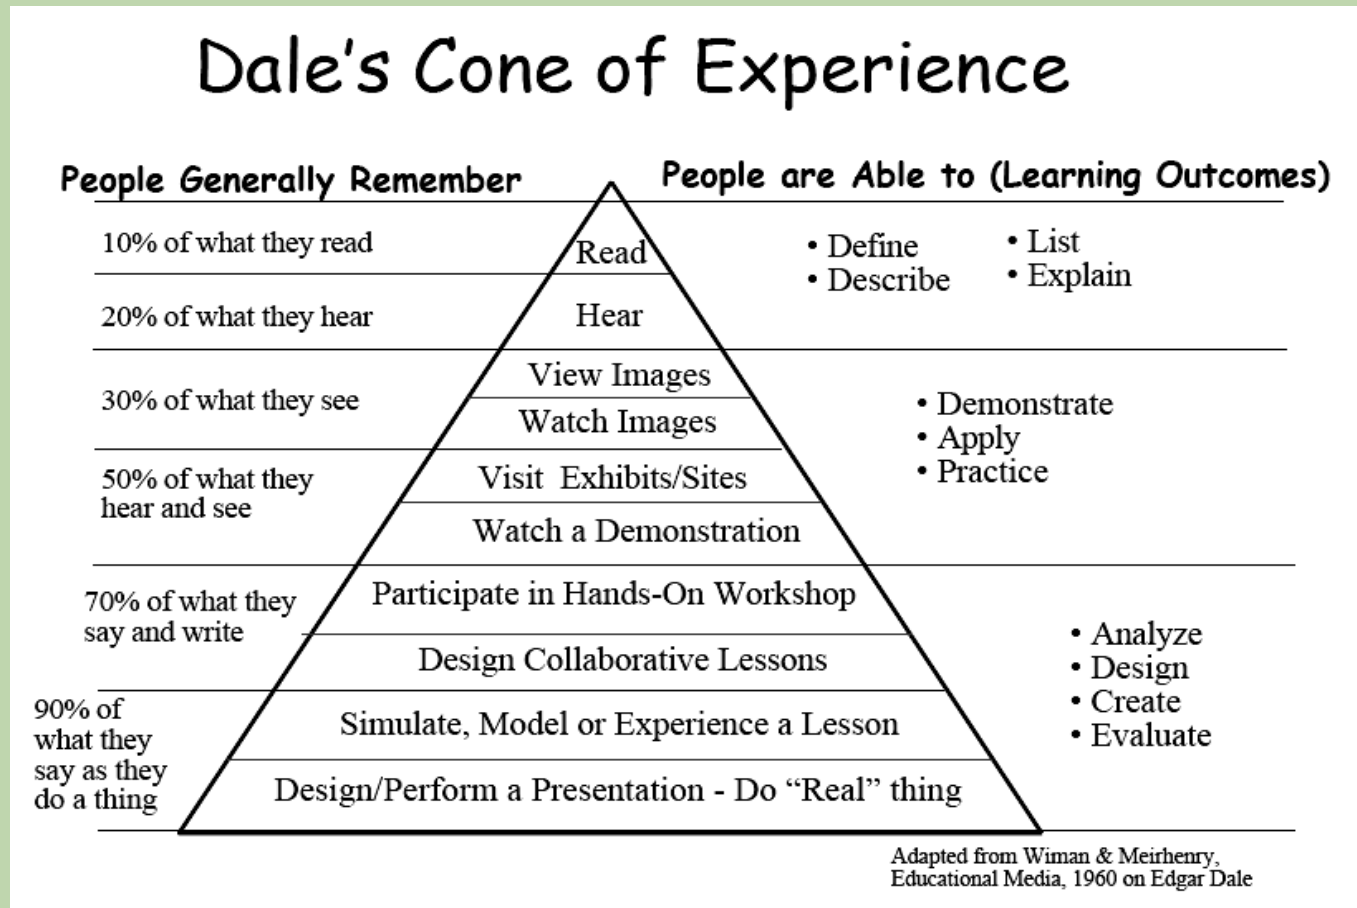 Dale's Cone of Experience
People Generally Remember
People are Able to (Learning Outcomes)
10% of what they read
Read
• Define
• List
• Describe
• Explain
20% of what they hear
Hear
30% of what they see
View Images
Watch Images
• Demonstrate
• Apply
• Practice
50% of what they
hear and see
Visit Exhibits/Sites
Watch a Demonstration
70% of what they
say and write
Participate in Hands-On Workshop
Design Collaborative Lessons
• Analyze
• Design
• Create
• Evaluate
90% of
what they
say as they
do a thing
Simulate, Model or Experience a Lesson
Design/Perform a Presentation - Do “Real” thing
Adapted from Wiman & Meirhenry,
Educational Media, 1960 on Edgar Dale